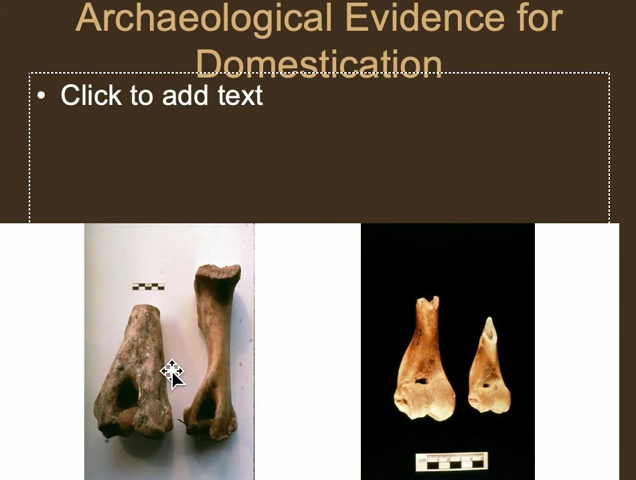 Archaeological Evidence for
Domestication
• Click to add text